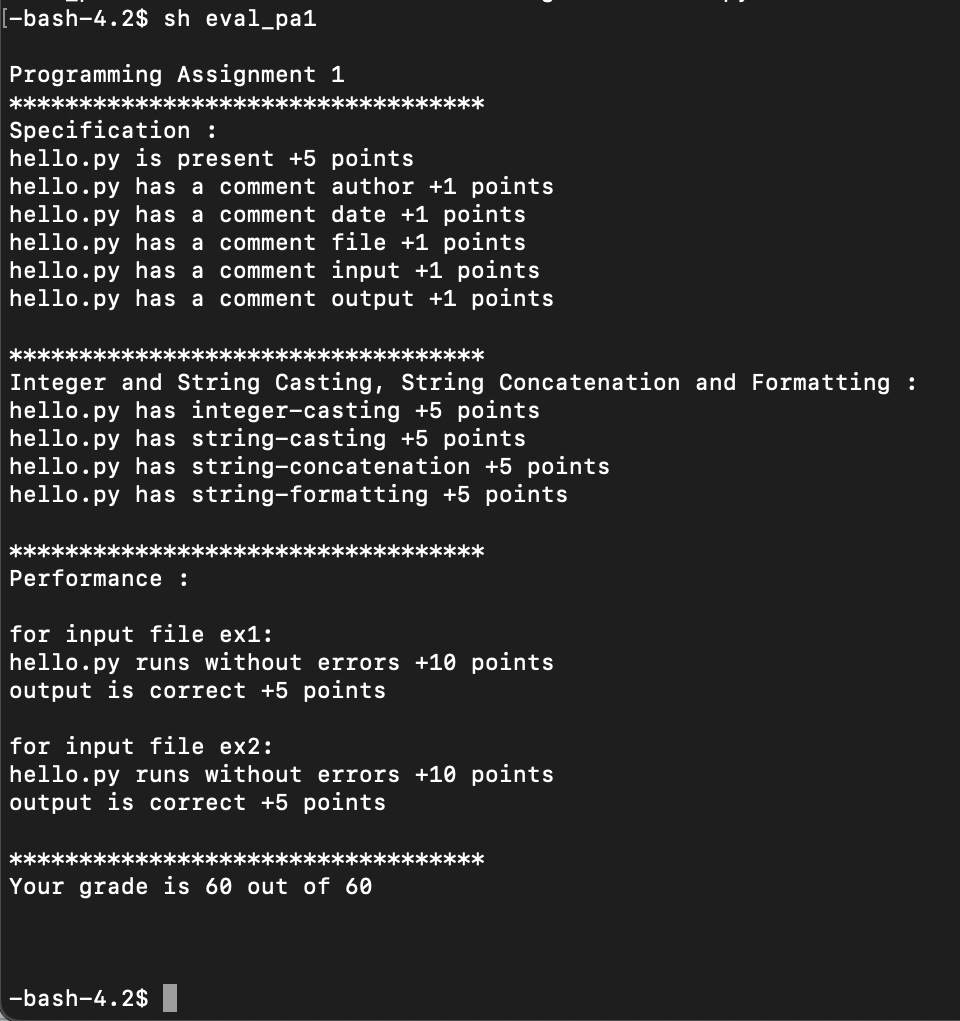 [-bash-4.2$ sh eval_pa1
Programming Assignment 1
**********************************
Specification :
hello.py is present +5 points
hello.py has a comment author +1 points
hello.py has a comment date +1 points
hello.py has a comment file +1 points
hello.py has a comment input +1 points
hello.py has a comment output +1 points
**********************************
Integer and String Casting, String Concatenation and Formatting :
hello.py has integer-casting +5 points
hello.py has string-casting +5 points
hello.py has string-concatenation +5 points
hello.py has string-formatting +5 points
**********************************
Performance :
for input file ex1:
hello.py runs without errors +10 points
output is correct +5 points
for input file ex2:
hello.py runs without errors +10 points
output is correct +5 points
**********************************
Your grade is 60 out of 60
-bash-4.2$